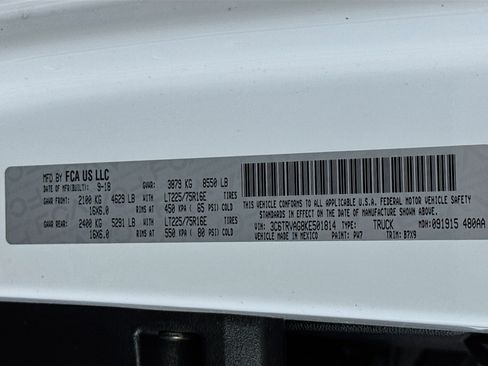 MFD BY FCA US LLC
DATE OF MFR(BUILT): 9-18 GVWR: 3879 KG 8550 LB
GAWR FRONT: 2100 KG 4629 LB LT225/75R16E TIRES
16X6.0 RIMS AT 450 KPA ( 65 PSI) COLD
GAWR REAR: 2400 KG 5291 LB LT225/75R16E TIRES
16X6.0 RIMS AT 550 KPA ( 80 PSI) COLD
THIS VEHICLE CONFORMS TO ALL APPLICABLE U.S.A. FEDERAL MOTOR VEHICLE SAFETY
STANDARDS IN EFFECT ON THE DATE OF MANUFACTURE SHOWN ABOVE.
VIN: 3C6TRVAG8KE501814 TYPE: TRUCK MDH: 091915 480AA
VEHICLE MADE IN MEXICO PAINT: PW7 TRIM: B7X9